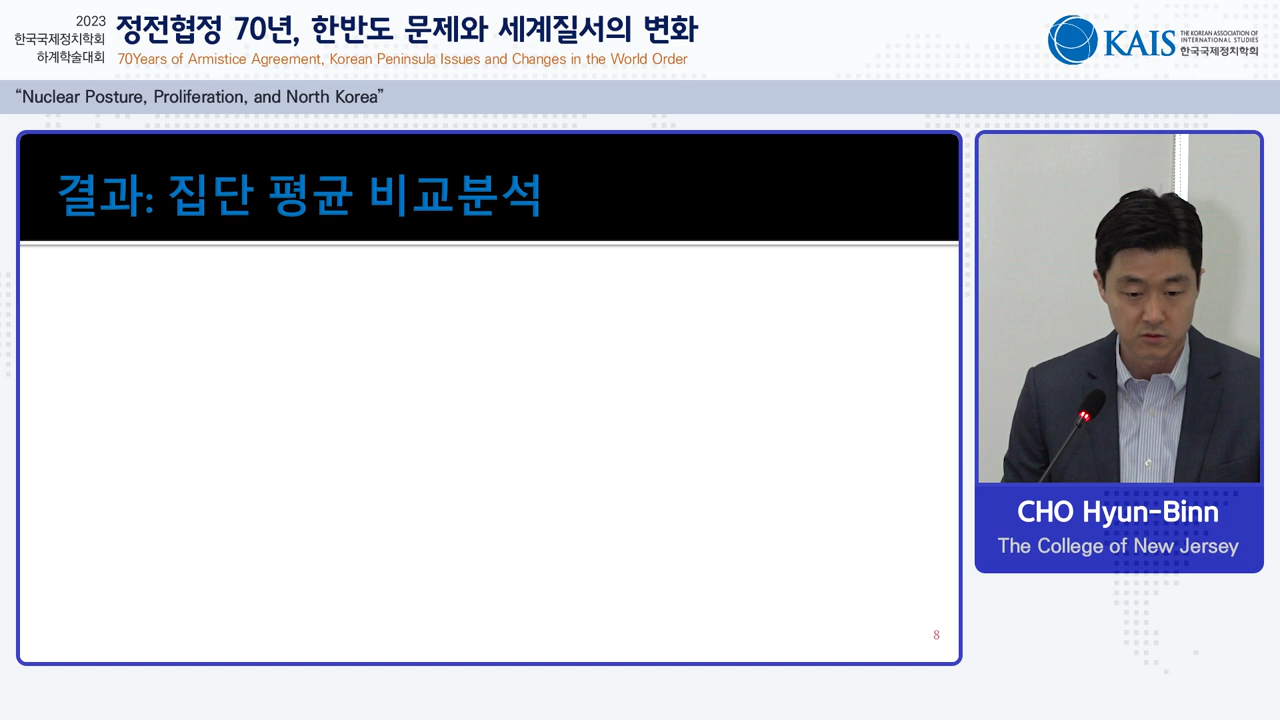 2023
한국국제정치학회
하계학술대회
정전협정 70년, 한반도 문제와 세계질서의 변화
70Years of Armistice Agreement, Korean Peninsula Issues and Changes in the World Order
KAIS
THE KOREAN ASSOCIATION OF
INTERNATIONAL STUDIES
한국국제정치학회
“Nuclear Posture, Proliferation, and North Korea”
결과: 집단 평균 비교분석
8
CHO Hyun-Binn
The College of New Jersey